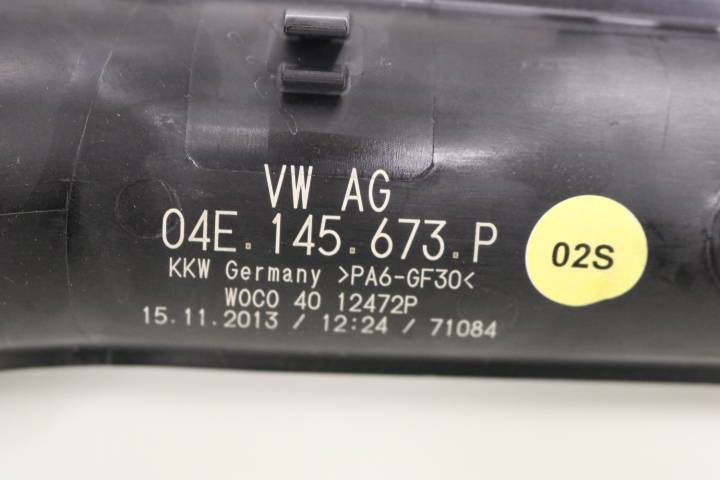 VW AG
04E.145.673.P
KKW Germany >PA6-GF30<
WOCO 40 12472P
15.11.2013 / 12:24 / 71084
02S